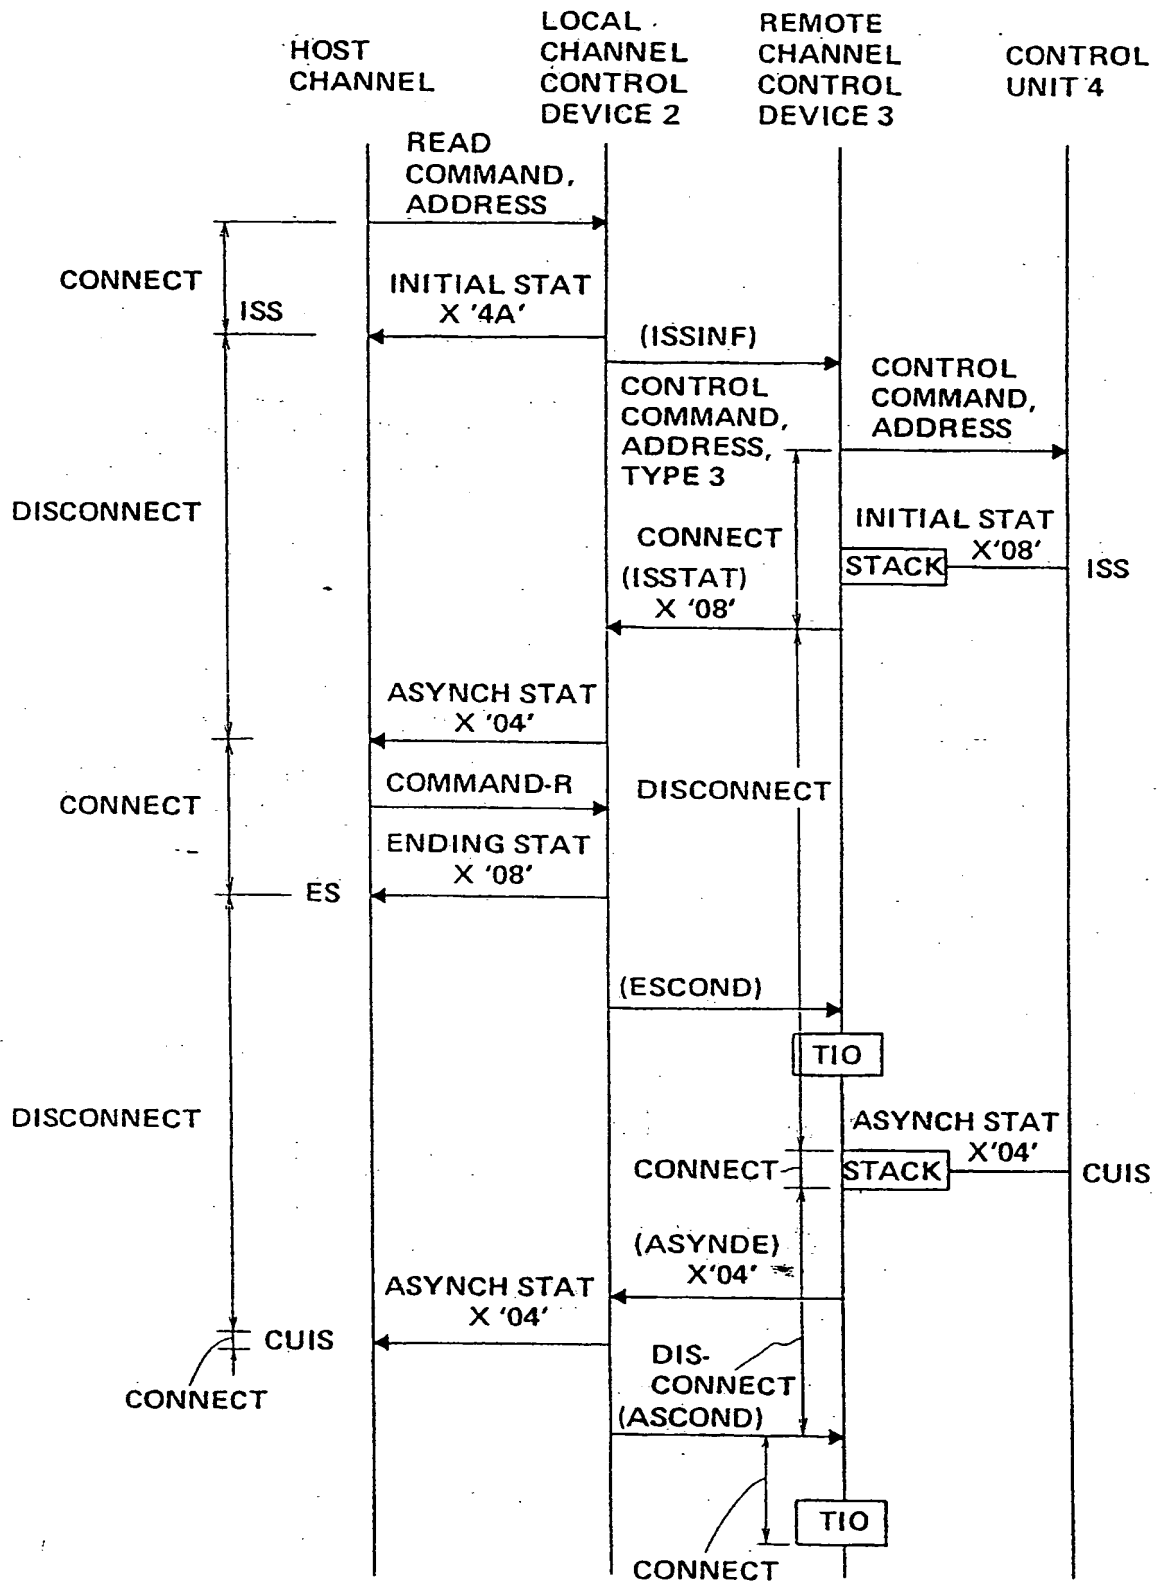 HOST
CHANNEL
LOCAL
CHANNEL
CONTROL
DEVICE 2
REMOTE
CHANNEL
CONTROL
DEVICE 3
CONTROL
UNIT 4
READ
COMMAND,
ADDRESS
CONNECT
ISS
INITIAL STAT
X '4A'
(ISSINF)
CONTROL
COMMAND,
ADDRESS,
TYPE 3
CONTROL
COMMAND,
ADDRESS
DISCONNECT
CONNECT
INITIAL STAT
X'08'
STACK
ISS
(ISSTAT)
X '08'
ASYNCH STAT
X '04'
CONNECT
COMMAND-R
DISCONNECT
ENDING STAT
X '08'
ES
(ESCOND)
TIO
DISCONNECT
ASYNCH STAT
X'04'
CONNECT
STACK
CUIS
(ASYNDE)
X'04'
ASYNCH STAT
X '04'
CUIS
CONNECT
DIS-
CONNECT
(ASCOND)
TIO
CONNECT